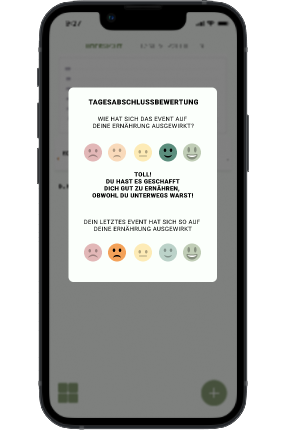 TAGESABSCHLUSSBEWERTUNG
WIE HAT SICH DAS EVENT AUF
DEINE ERNÄHRUNG AUSGEWIRKT?
TOLL!
DU HAST ES GESCHAFFT
DICH GUT ZU ERNÄHREN,
OBWOHL DU UNTERWEGS WARST!
DEIN LETZTES EVENT HAT SICH SO AUF
DEINE ERNÄHRUNG AUSGEWIRKT